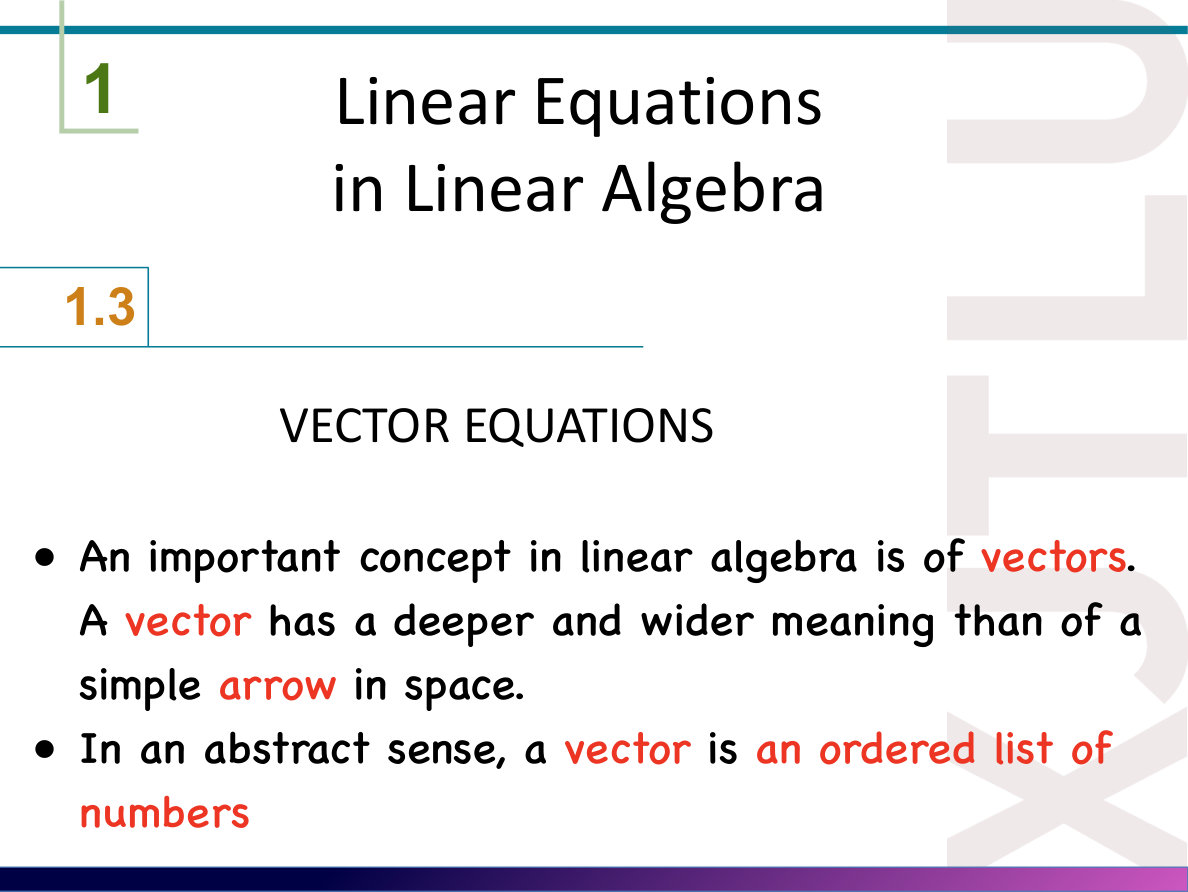 1
Linear Equations
in Linear Algebra
1.3
VECTOR EQUATIONS
• An important concept in linear algebra is of vectors.
A vector has a deeper and wider meaning than of a
simple arrow in space.
• In an abstract sense, a vector is an ordered list of
numbers
XJTLU